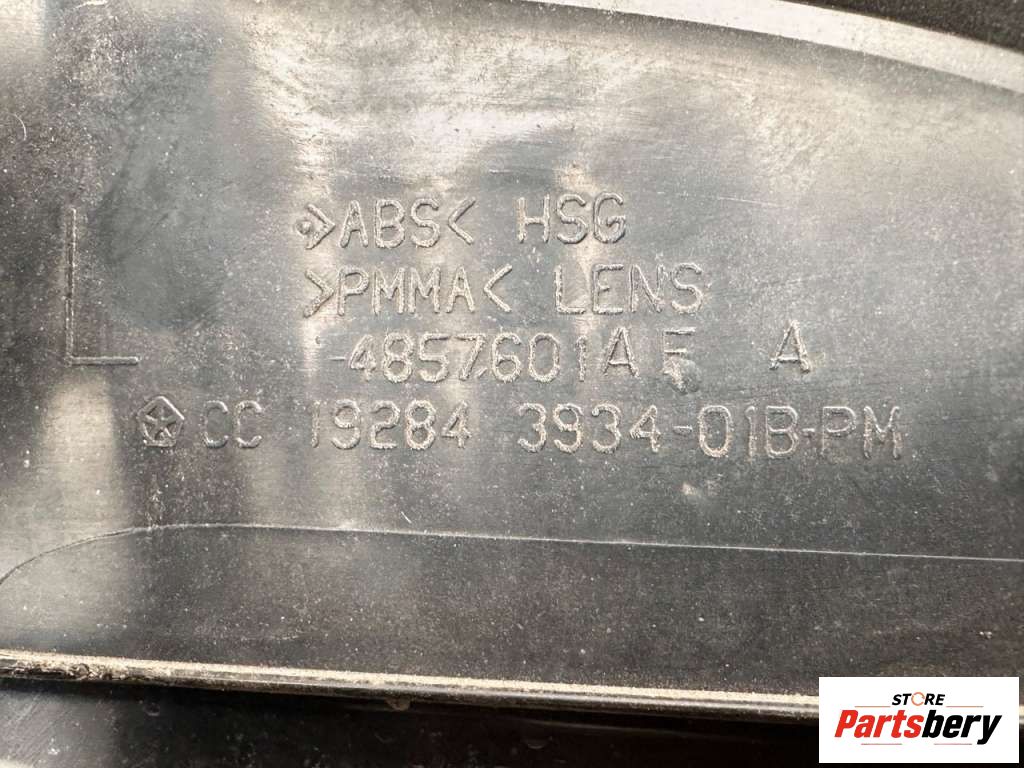 >ABS< HSG
>PMMA< LENS
L
-4857601AF A
CC 19284 3934-01B-PM
STORE
Partsbery